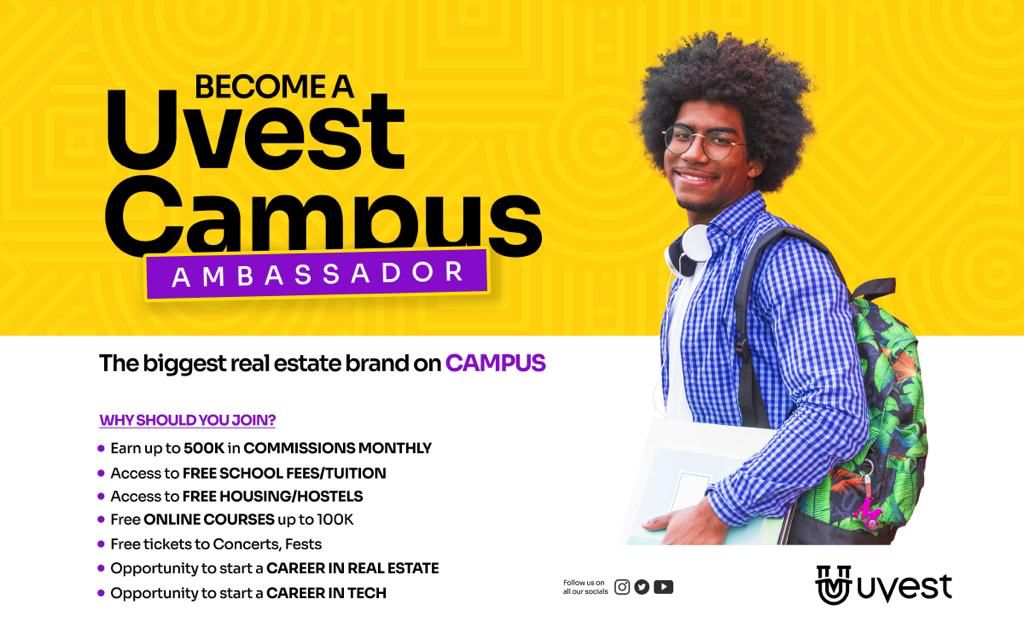 BECOME A
Uvest
Campus
AMBASSADOR
The biggest real estate brand on CAMPUS
WHY SHOULD YOU JOIN?
Earn up to 500K in COMMISSIONS MONTHLY
Access to FREE SCHOOL FEES/TUITION
Access to FREE HOUSING/HOSTELS
Free ONLINE COURSES up to 100K
Free tickets to Concerts, Fests
Opportunity to start a CAREER IN REAL ESTATE
Opportunity to start a CAREER IN TECH
Follow us on
all our socials
uvest